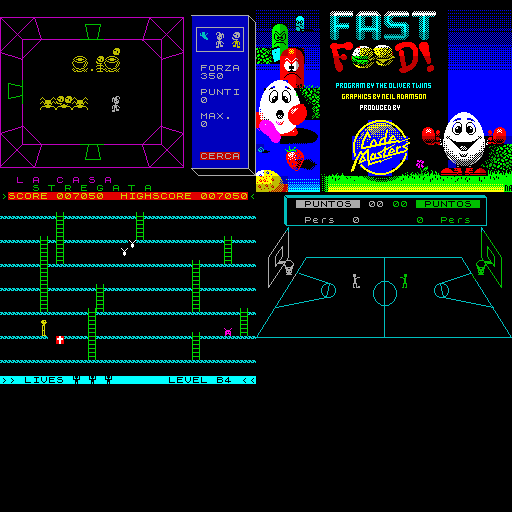 FORZA
350
PUNTI
0
MAX.
0
CERCA
LA CASA
STREGATA
FAST
FOOD!
PROGRAM BY THE OLIVER TWINS
GRAPHICS BY NEIL ADAMSON
PRODUCED BY
Code
Masters
SCORE 007050 HIGHSCORE 007050
>> LIVES LEVEL 84 <<
PUNTOS 00 00 PUNTOS
Pers 0 0 Pers